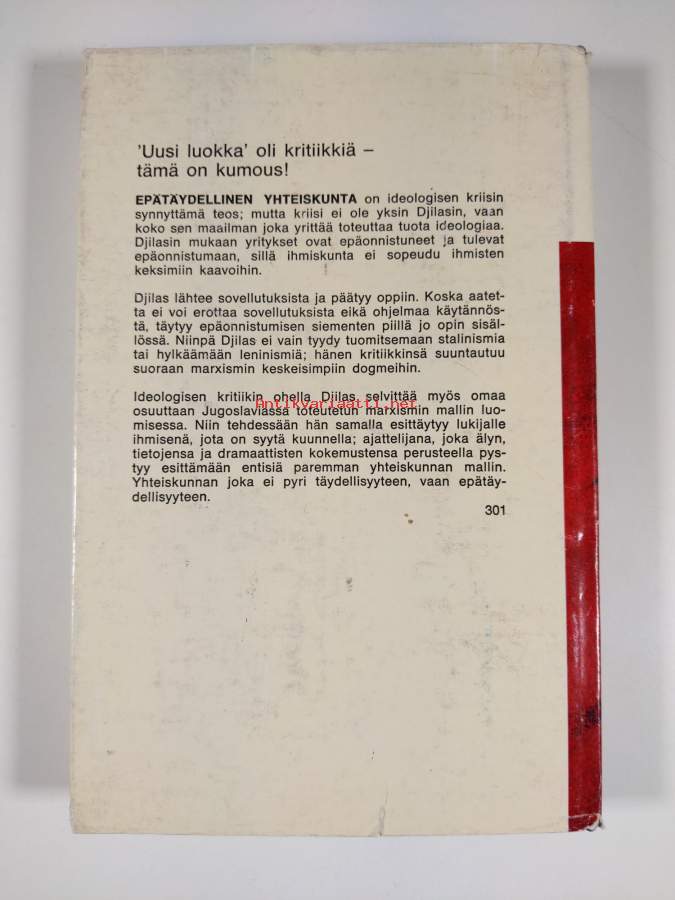 'Uusi luokka' oli kritiikkiä –
tämä on kumous!
EPÄTÄYDELLINEN YHTEISKUNTA on ideologisen kriisin
synnyttämä teos; mutta kriisi ei ole yksin Djilasin, vaan
koko sen maailman joka yrittää toteuttaa tuota ideologiaa.
Djilasin mukaan yritykset ovat epäonnistuneet ja tulevat
epäonnistumaan, sillä ihmiskunta ei sopeudu ihmisten
keksimiin kaavoihin.
Djilas lähtee sovellutuksista ja päätyy oppiin. Koska aatet-
ta ei voi erottaa sovellutuksista eikä ohjelmaa käytännös-
tä, täytyy epäonnistumisen siementen piillä jo opin sisäl-
lössä. Niinpä Djilas ei vain tyydy tuomitsemaan stalinismia
tai hylkäämään leninismiä; hänen kritiikkinsä suuntautuu
suoraan marxismin keskeisimpiin dogmeihin.
Ideologisen kritiikin ohella Djilas selvittää myös omaa
Antikvariaatti.net
osuuttaan Jugoslaviassa toteutetun marxismin mallin luo-
misessa. Niin tehdessään hän samalla esittäytyy lukijalle
ihmisenä, jota on syytä kuunnella; ajattelijana, joka älyn,
tietojensa ja dramaattisten kokemustensa perusteella pys-
tyy esittämään entisiä paremman yhteiskunnan mallin.
Yhteiskunnan joka ei pyri täydellisyyteen, vaan epätäy-
dellisyyteen.
301